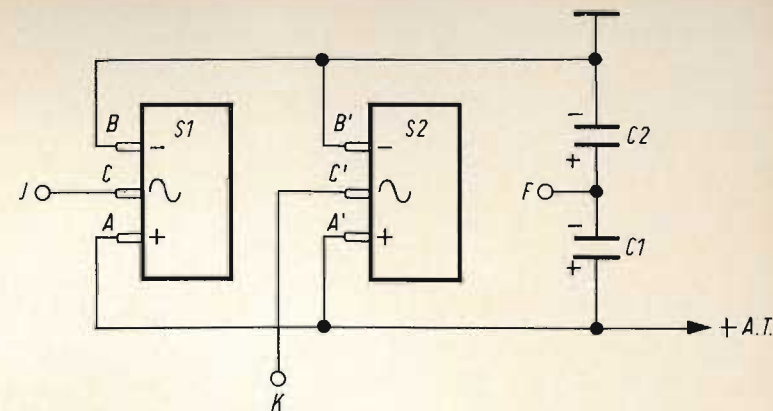 B
S1
B'
S2
−
−
−
C2
+
J
C
C'
F
A
+
A'
+
−
C1
+
+ A.T.
K